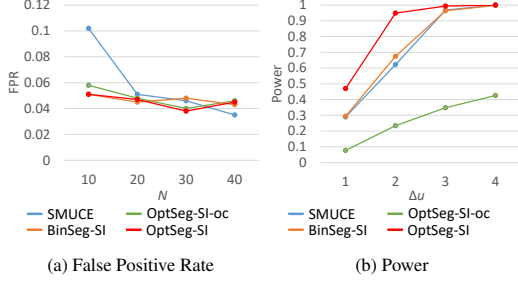 0.12
0.1
0.08
0.06
0.04
0.02
0
FPR
10 20 30 40
N
SMUCE OptSeg-SI-oc
BinSeg-SI OptSeg-SI
(a) False Positive Rate
1
0.9
0.8
0.7
0.6
0.5
0.4
0.3
0.2
0.1
0
Power
1 2 3 4
Δu
SMUCE OptSeg-SI-oc
BinSeg-SI OptSeg-SI
(b) Power